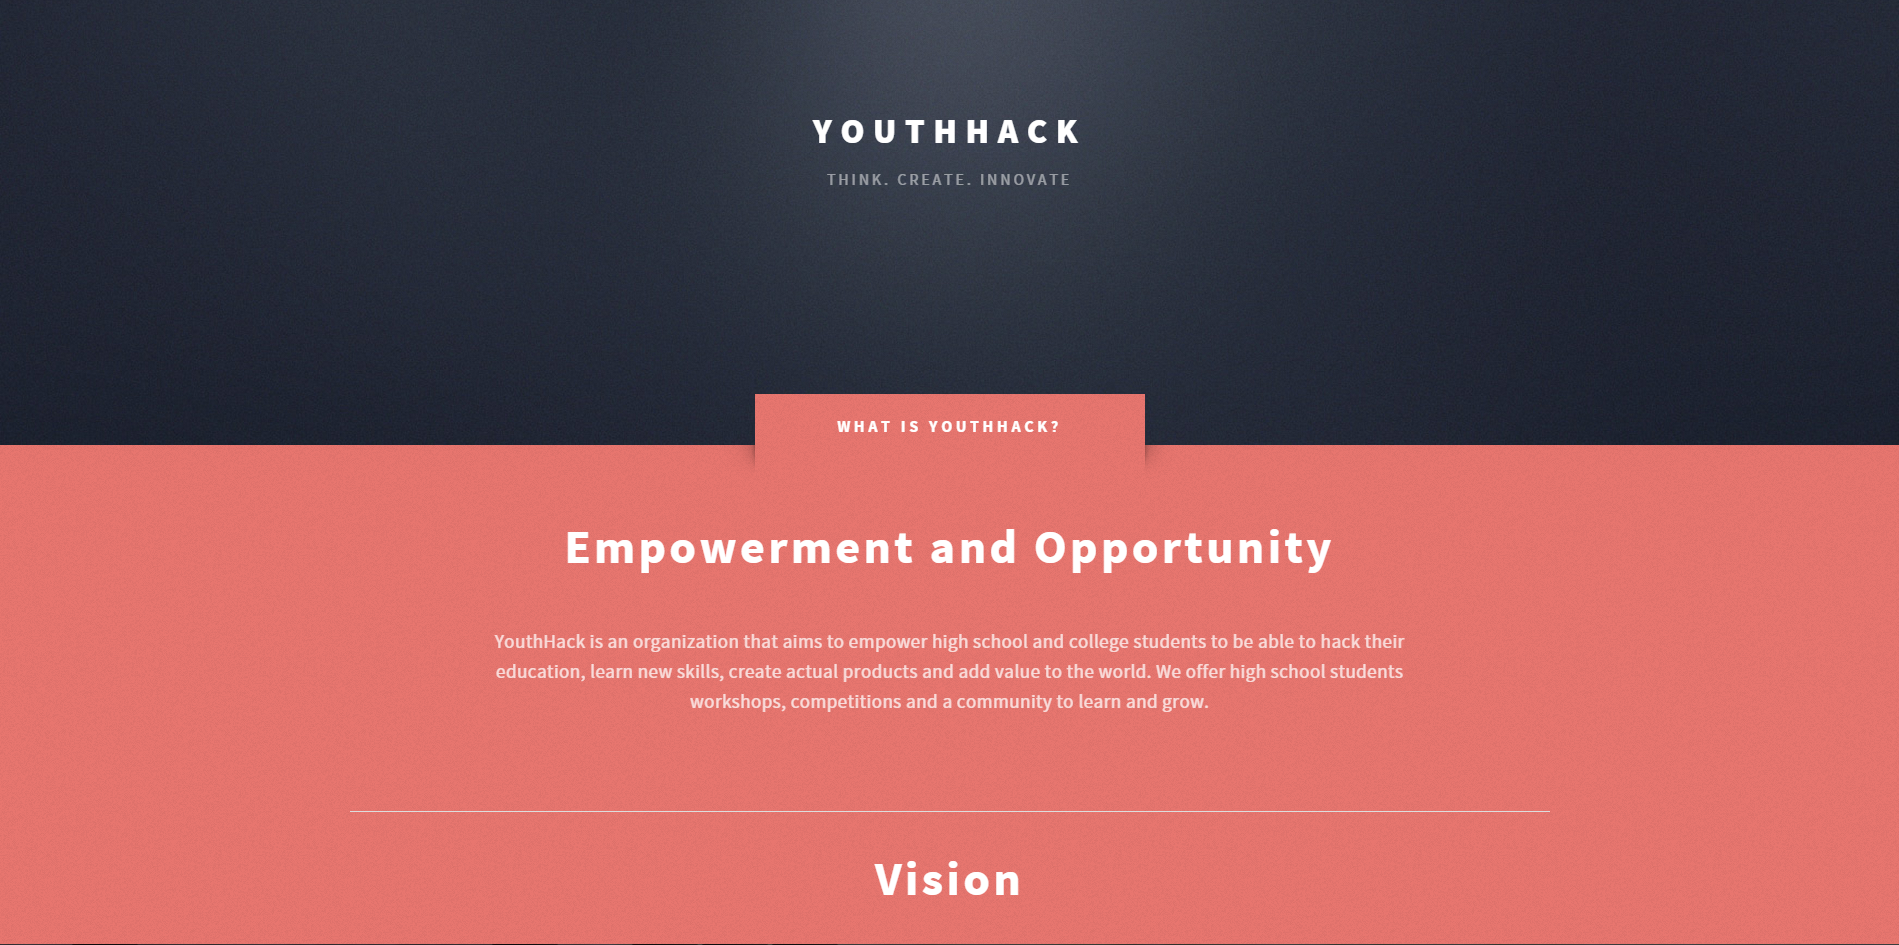 YOUTHHACK
THINK. CREATE. INNOVATE
WHAT IS YOUTHHACK?
Empowerment and Opportunity
YouthHack is an organization that aims to empower high school and college students to be able to hack their
education, learn new skills, create actual products and add value to the world. We offer high school students
workshops, competitions and a community to learn and grow.
Vision